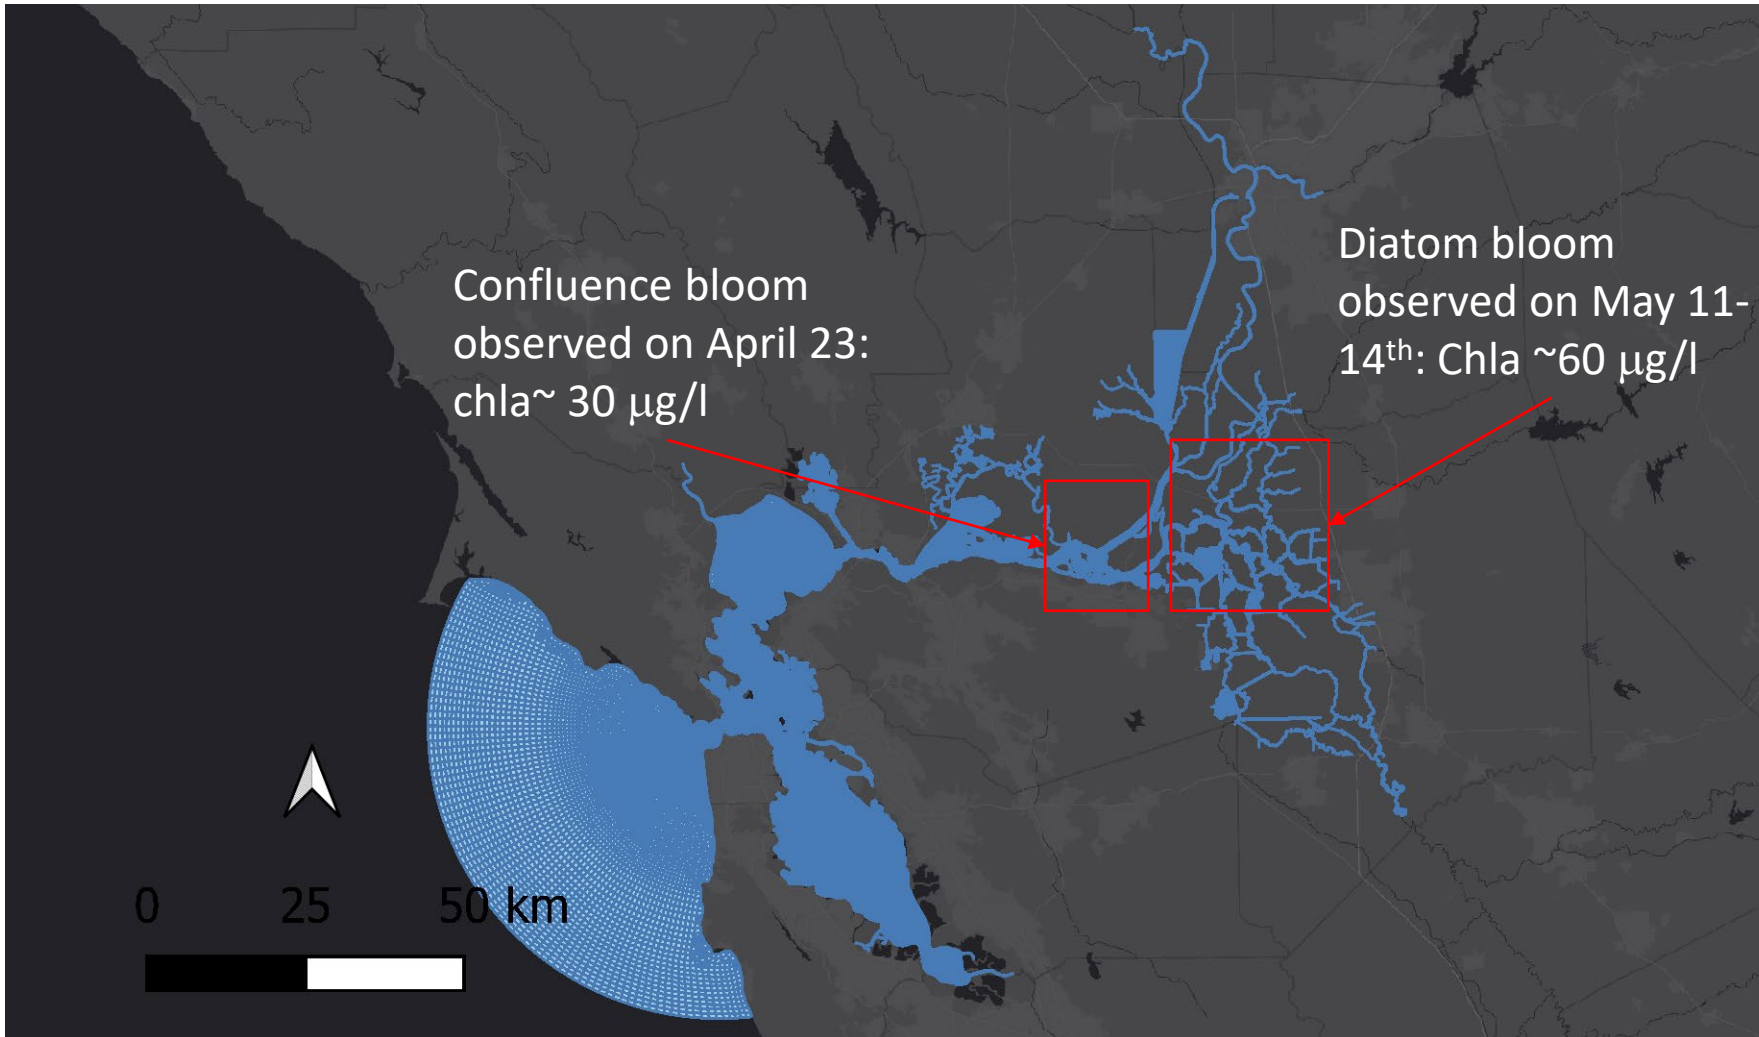 Confluence bloom
observed on April 23:
chla~ 30 μg/l
Diatom bloom
observed on May 11-
14th: Chla ~60 μg/l
0 25 50 km